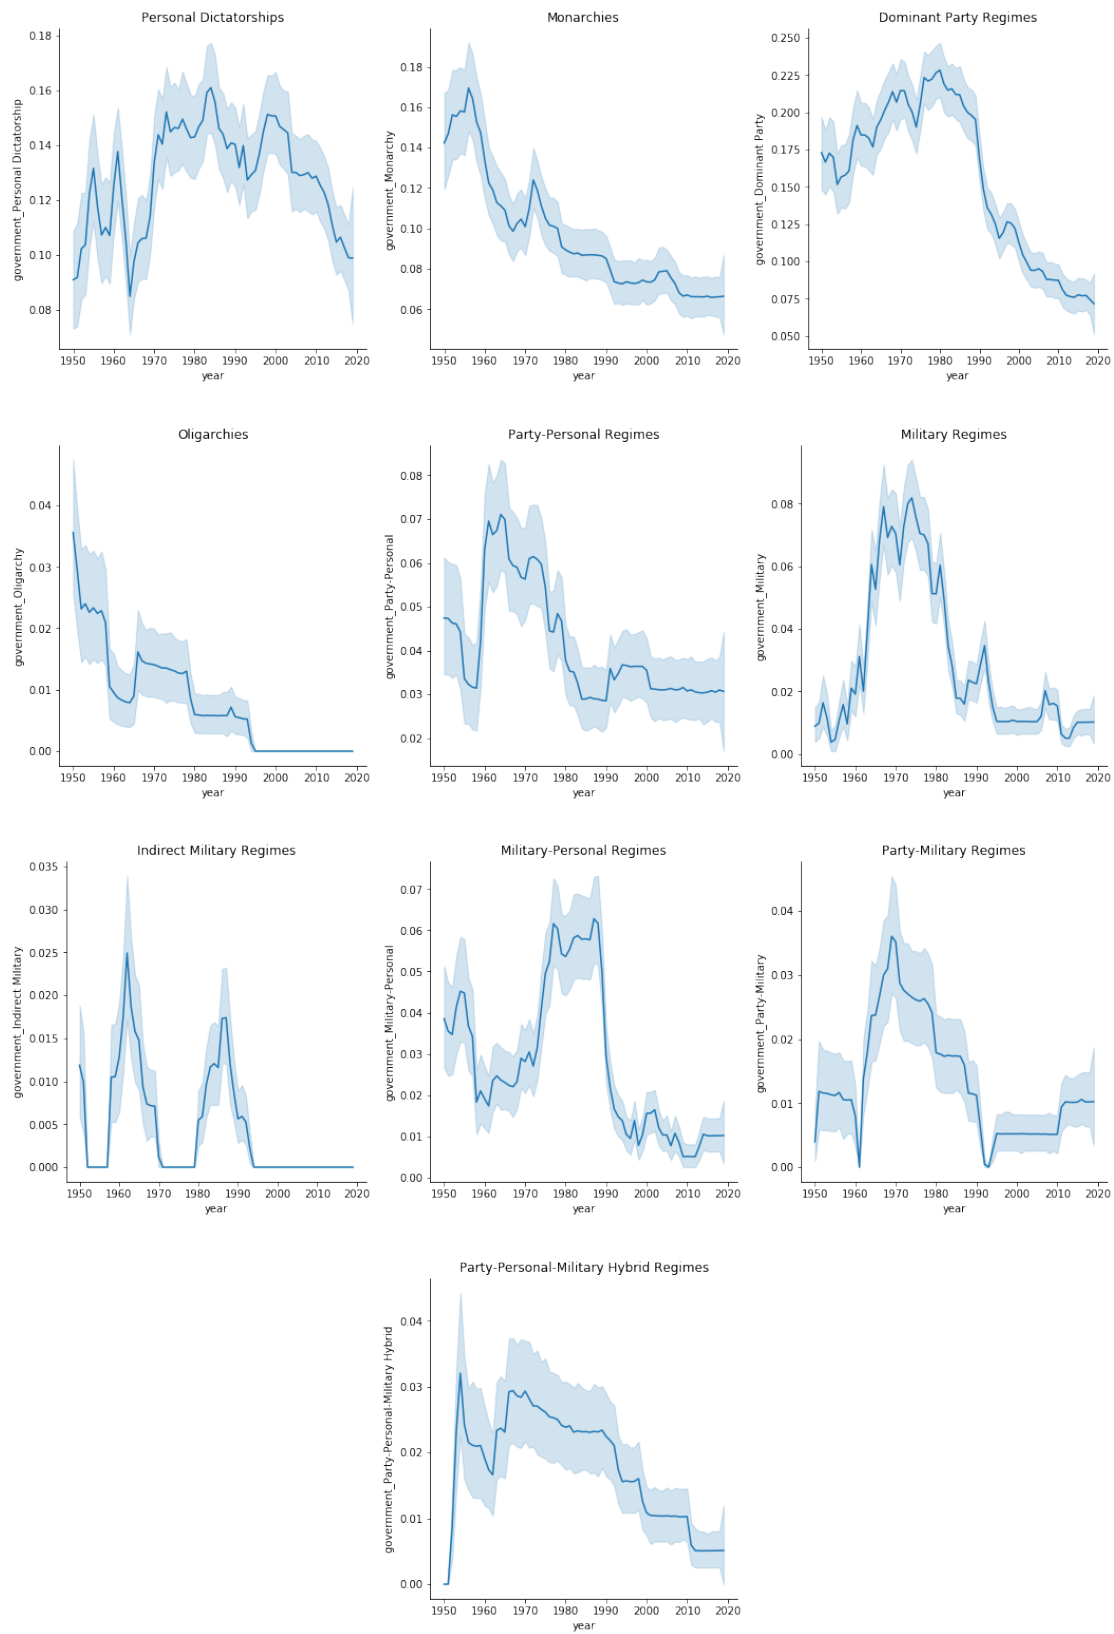 Personal Dictatorships
government_Personal Dictatorship
0.18
0.16
0.14
0.12
0.10
0.08
1950 1960 1970 1980 1990 2000 2010 2020
year
Monarchies
government_Monarchy
0.18
0.16
0.14
0.12
0.10
0.08
0.06
1950 1960 1970 1980 1990 2000 2010 2020
year
Dominant Party Regimes
government_Dominant Party
0.250
0.225
0.200
0.175
0.150
0.125
0.100
0.075
0.050
1950 1960 1970 1980 1990 2000 2010 2020
year
Oligarchies
government_Oligarchy
0.04
0.03
0.02
0.01
0.00
1950 1960 1970 1980 1990 2000 2010 2020
year
Party-Personal Regimes
government_Party-Personal
0.08
0.07
0.06
0.05
0.04
0.03
0.02
1950 1960 1970 1980 1990 2000 2010 2020
year
Military Regimes
government_Military
0.08
0.06
0.04
0.02
0.00
1950 1960 1970 1980 1990 2000 2010 2020
year
Indirect Military Regimes
government_Indirect Military
0.035
0.030
0.025
0.020
0.015
0.010
0.005
0.000
1950 1960 1970 1980 1990 2000 2010 2020
year
Military-Personal Regimes
government_Military-Personal
0.07
0.06
0.05
0.04
0.03
0.02
0.01
0.00
1950 1960 1970 1980 1990 2000 2010 2020
year
Party-Military Regimes
government_Party-Military
0.04
0.03
0.02
0.01
0.00
1950 1960 1970 1980 1990 2000 2010 2020
year
Party-Personal-Military Hybrid Regimes
government_Party-Personal-Military Hybrid
0.04
0.03
0.02
0.01
0.00
1950 1960 1970 1980 1990 2000 2010 2020
year